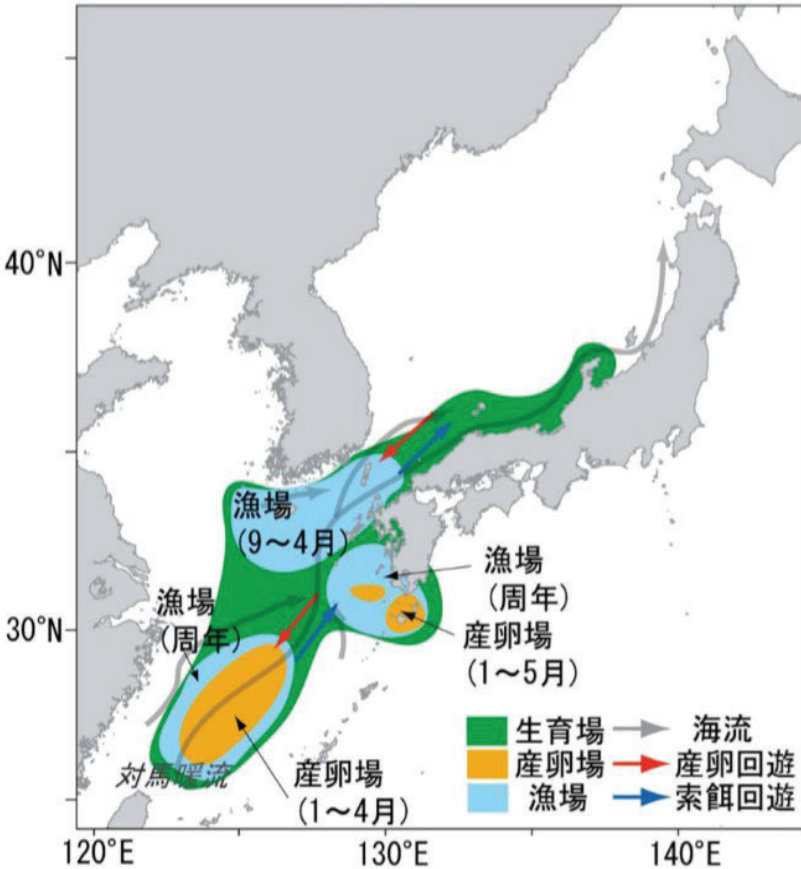 40°N
30°N
120°E
130°E
140°E
漁場
(9～4月)
漁場
(周年)
漁場
(周年)
産卵場
(1～5月)
対馬暖流
産卵場
(1～4月)
生育場
海流
産卵場
産卵回遊
漁場
索餌回遊